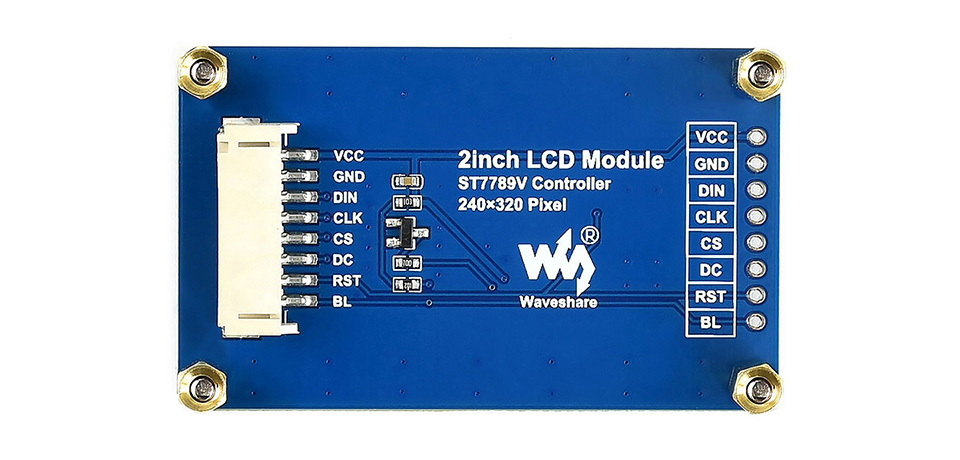 VCC
GND
DIN
CLK
CS
DC
RST
BL
2inch LCD Module
ST7789V Controller
240×320 Pixel
®
Waveshare
VCC
GND
DIN
CLK
CS
DC
RST
BL